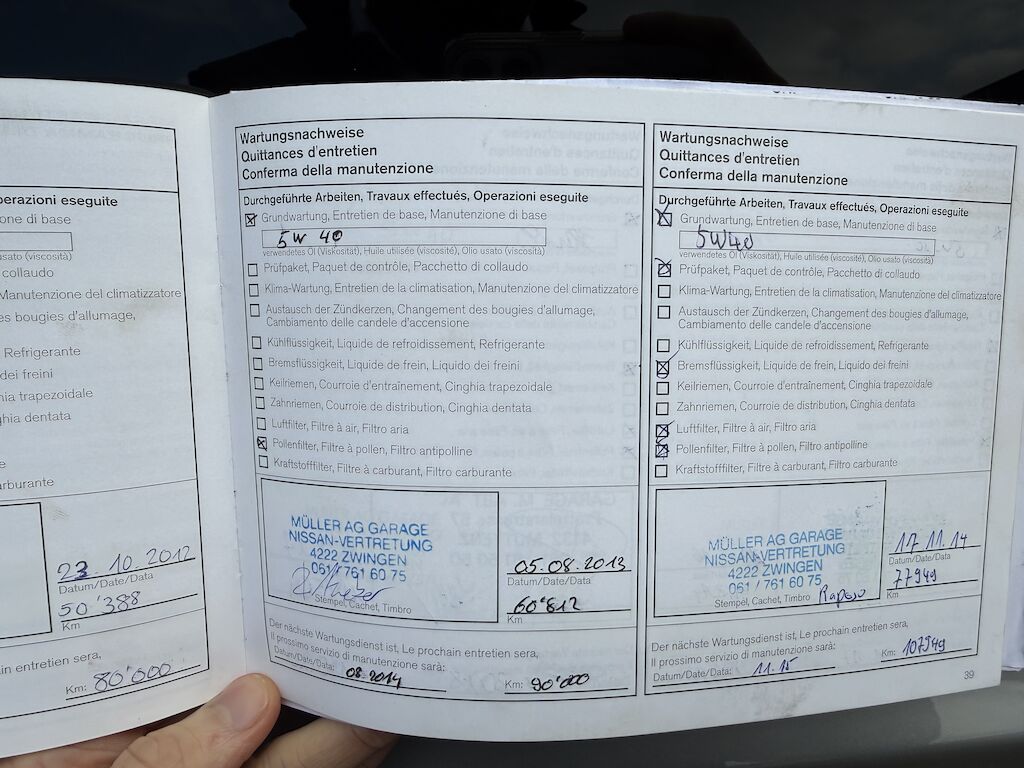 erazioni eseguite
one di base
usato (viscosità)
collaudo
Manutenzione del climatizzatore
es bougies d'allumage,
Refrigerante
dei freini
hia trapezoidale
nghia dentata
e
arburante
23.10.2012
Datum/Date/Data
50'388
Km
ain entretien sera,
Km: 80'000
Wartungsnachweise
Quittances d'entretien
Conferma della manutenzione
Durchgeführte Arbeiten, Travaux effectués, Operazioni eseguite
Grundwartung, Entretien de base, Manutenzione di base
5W 40
verwendetes Öl (Viskosität), Huile utilisée (viscosité), Olio usato (viscosità)
Prüfpaket, Paquet de contrôle, Pacchetto di collaudo
Klima-Wartung, Entretien de la climatisation, Manutenzione del climatizzatore
Austausch der Zündkerzen, Changement des bougies d'allumage,
Cambiamento delle candele d'accensione
Kühlflüssigkeit, Liquide de refroidissement, Refrigerante
Bremsflüssigkeit, Liquide de frein, Liquido dei freini
Keilriemen, Courroie d'entraînement, Cinghia trapezoidale
Zahnriemen, Courroie de distribution, Cinghia dentata
Luftfilter, Filtre à air, Filtro aria
Pollenfilter, Filtre à pollen, Filtro antipolline
Kraftstofffilter, Filtre à carburant, Filtro carburante
MÜLLER AG GARAGE
NISSAN-VERTRETUNG
4222 ZWINGEN
061 / 761 60 75
Stempel, Cachet, Timbro
05.08.2013
Datum/Date/Data
60'812
Km
Der nächste Wartungsdienst ist, Le prochain entretien sera,
Il prossimo servizio di manutenzione sarà:
Datum/Date/Data: 08.2014
Km: 90'000
Wartungsnachweise
Quittances d'entretien
Conferma della manutenzione
Durchgeführte Arbeiten, Travaux effectués, Operazioni eseguite
Grundwartung, Entretien de base, Manutenzione di base
5W40
verwendetes Öl (Viskosität), Huile utilisée (viscosité), Olio usato (viscosità)
Prüfpaket, Paquet de contrôle, Pacchetto di collaudo
Klima-Wartung, Entretien de la climatisation, Manutenzione del climatizzatore
Austausch der Zündkerzen, Changement des bougies d'allumage,
Cambiamento delle candele d'accensione
Kühlflüssigkeit, Liquide de refroidissement, Refrigerante
Bremsflüssigkeit, Liquide de frein, Liquido dei freini
Keilriemen, Courroie d'entraînement, Cinghia trapezoidale
Zahnriemen, Courroie de distribution, Cinghia dentata
Luftfilter, Filtre à air, Filtro aria
Pollenfilter, Filtre à pollen, Filtro antipolline
Kraftstofffilter, Filtre à carburant, Filtro carburante
MÜLLER AG GARAGE
NISSAN-VERTRETUNG
4222 ZWINGEN
061 / 761 60 75
Stempel, Cachet, Timbro
17.11.14
Datum/Date/Data
77949
Km
Der nächste Wartungsdienst ist, Le prochain entretien sera,
Il prossimo servizio di manutenzione sarà:
Datum/Date/Data: 11.15
Km: 107949
39